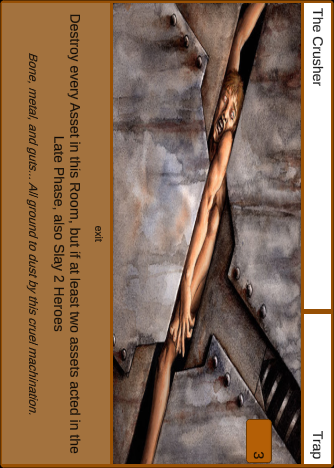 The Crusher
Trap
3
exit
Destroy every Asset in this Room, but if at least two assets acted in the
Late Phase, also Slay 2 Heroes
Bone, metal, and guts... All ground to dust by this cruel machination.